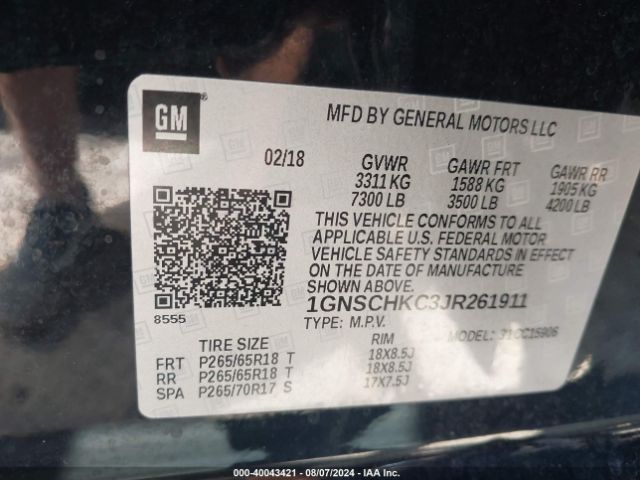 GM ®
MFD BY GENERAL MOTORS LLC
02/18 GVWR GAWR FRT GAWR RR
3311 KG 1588 KG 1905 KG
7300 LB 3500 LB 4200 LB
THIS VEHICLE CONFORMS TO ALL
APPLICABLE U.S. FEDERAL MOTOR
VEHICLE SAFETY STANDARDS IN EFFECT
ON THE DATE OF MANUFACTURE
SHOWN ABOVE.
1GNSCHKC3JR261911
8555 TYPE: M.P.V. MODEL: 31CC15906
TIRE SIZE RIM
FRT P265/65R18 T 18X8.5J
RR P265/65R18 T 18X8.5J
SPA P265/70R17 S 17X7.5J
000-40043421 - 08/07/2024 - IAA Inc.